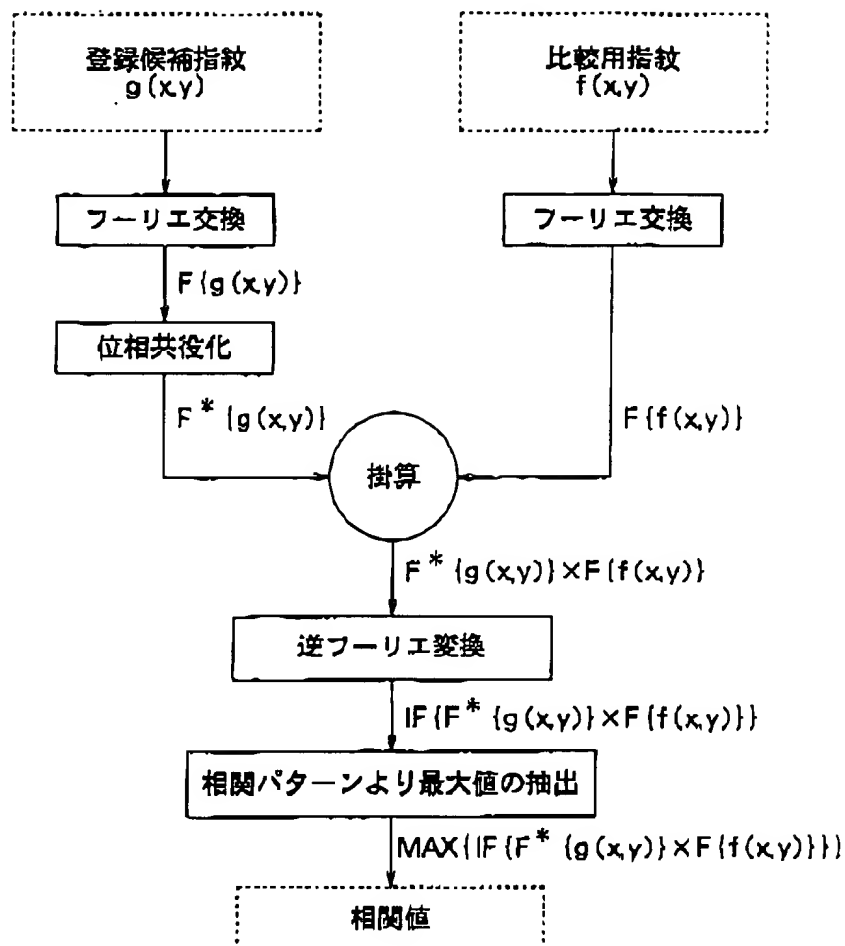 登録候補指紋
g(x,y)
比較用指紋
f(x,y)
フーリエ交換
フーリエ交換
F{g(x,y)}
位相共役化
F*{g(x,y)}
F{f(x,y)}
掛算
F*{g(x,y)}×F{f(x,y)}
逆フーリエ変換
IF{F*{g(x,y)}×F{f(x,y)}}
相関パターンより最大値の抽出
MAX{IF{F*{g(x,y)}×F{f(x,y)}}}
相関値